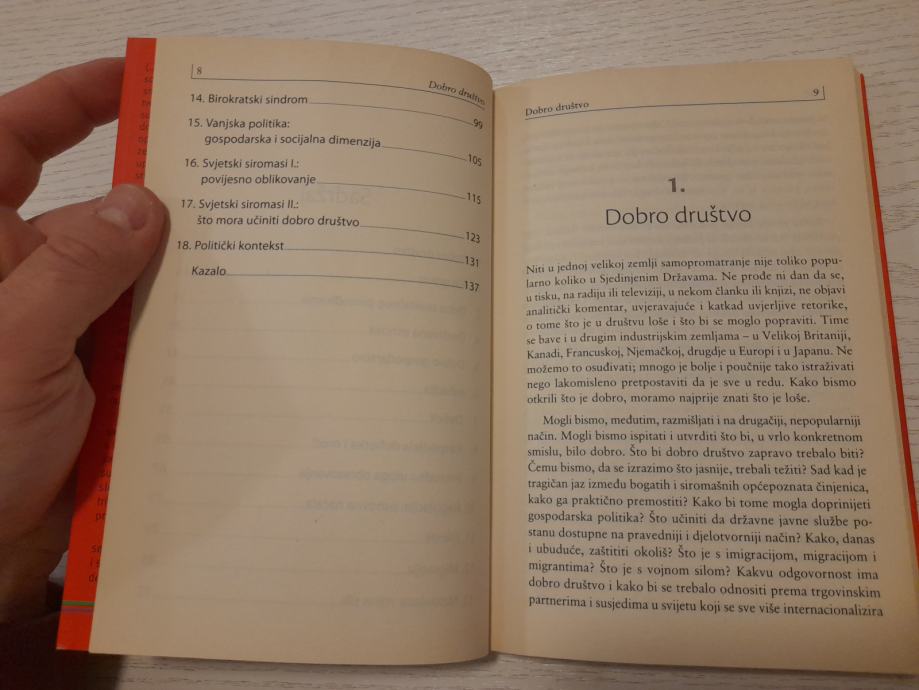 8
Dobro društvo
14. Birokratski sindrom 99
15. Vanjska politika:
gospodarska i socijalna dimenzija 105
16. Svjetski siromasi I.:
povijesno oblikovanje 115
17. Svjetski siromasi II.:
što mora učiniti dobro društvo 123
18. Politički kontekst 131
Kazalo 137
Dobro društvo
9
1.
Dobro društvo
Niti u jednoj velikoj zemlji samopromatranje nije toliko popu-
larno koliko u Sjedinjenim Državama. Ne prođe ni dan da se,
u tisku, na radiju ili televiziji, u nekom članku ili knjizi, ne objavi
analitički komentar, uvjeravajuće i katkad uvjerljive retorike,
o tome što je u društvu loše i što bi se moglo popraviti. Time
se bave i u drugim industrijskim zemljama – u Velikoj Britaniji,
Kanadi, Francuskoj, Njemačkoj, drugdje u Europi i u Japanu. Ne
možemo to osuđivati; mnogo je bolje i poučnije tako istraživati
nego lakomisleno pretpostaviti da je sve u redu. Kako bismo
otkrili što je dobro, moramo najprije znati što je loše.
Mogli bismo, međutim, razmišljati i na drugačiji, nepopularniji
način. Mogli bismo ispitati i utvrditi što bi, u vrlo konkretnom
smislu, bilo dobro. Što bi dobro društvo zapravo trebalo biti?
Čemu bismo, da se izrazimo što jasnije, trebali težiti? Sad kad je
tragičan jaz između bogatih i siromašnih općepoznata činjenica,
kako ga praktično premostiti? Kako bi tome mogla doprinijeti
gospodarska politika? Što učiniti da državne javne službe po-
stanu dostupne na pravedniji i djelotvorniji način? Kako, danas
i ubuduće, zaštititi okoliš? Što je s imigracijom, migracijom i
migrantima? Što je s vojnom silom? Kakvu odgovornost ima
dobro društvo i kako bi se trebalo odnositi prema trgovinskim
partnerima i susjedima u svijetu koji se sve više internacionalizira